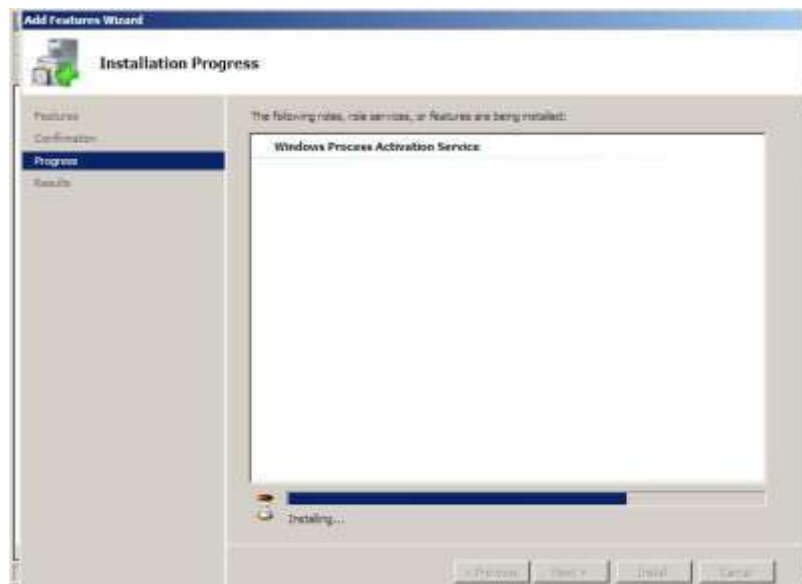 Add Features Wizard
Installation Progress
Features
Confirmation
Progress
Results
The following roles, role services, or features are being installed:
Windows Process Activation Service
Installing...
< Previous
Next >
Install
Cancel